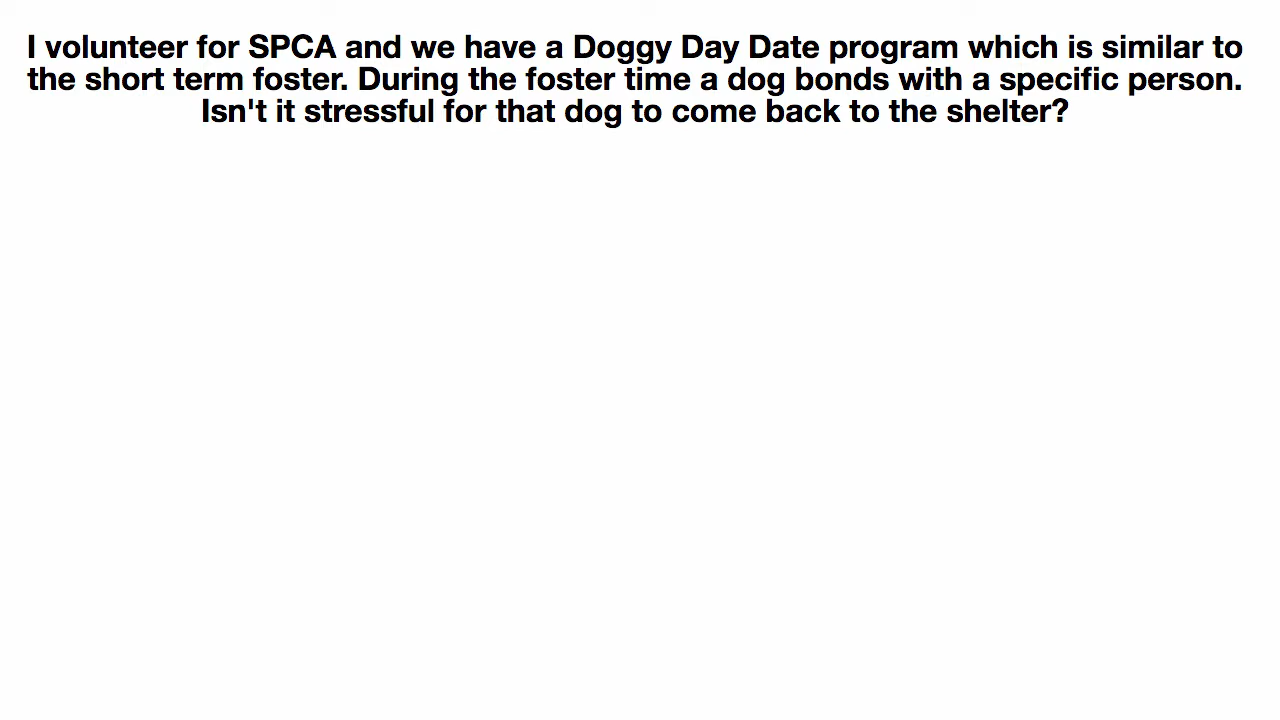 I volunteer for SPCA and we have a Doggy Day Date program which is similar to
the short term foster. During the foster time a dog bonds with a specific person.
Isn't it stressful for that dog to come back to the shelter?